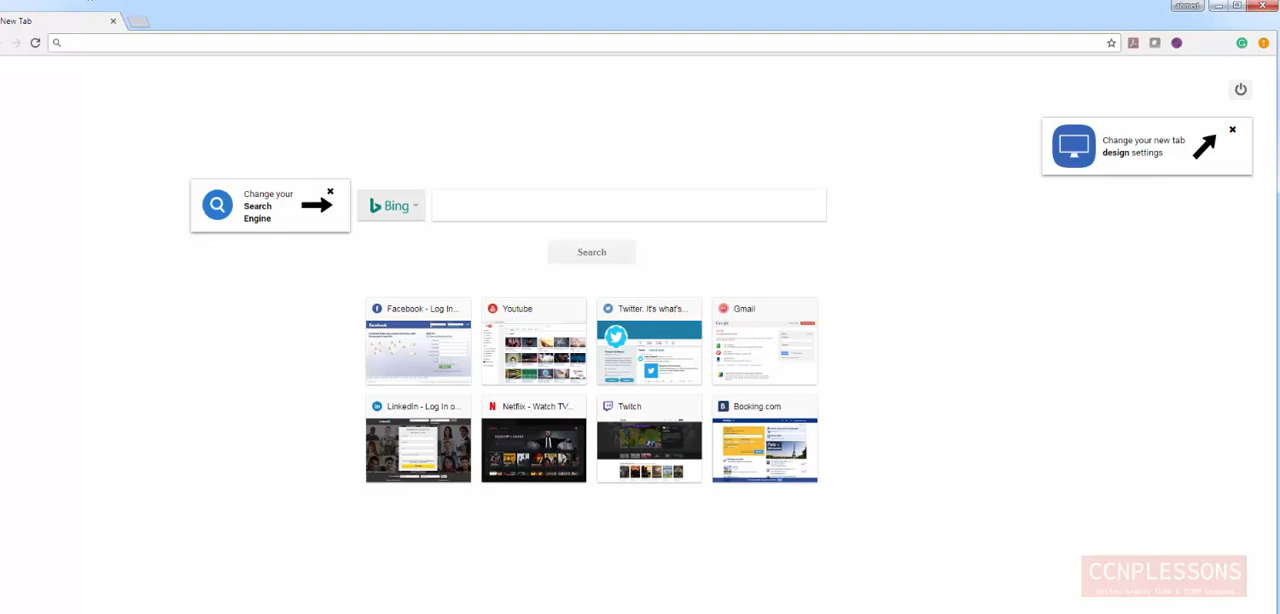 ahmed
New Tab
Change your new tab
design settings
Change your
Search
Engine
Bing
Search
Facebook - Log In...
Youtube
Twitter. It's what's...
Gmail
LinkedIn - Log In o...
Netflix - Watch TV...
Twitch
Booking.com
CCNPLESSONS